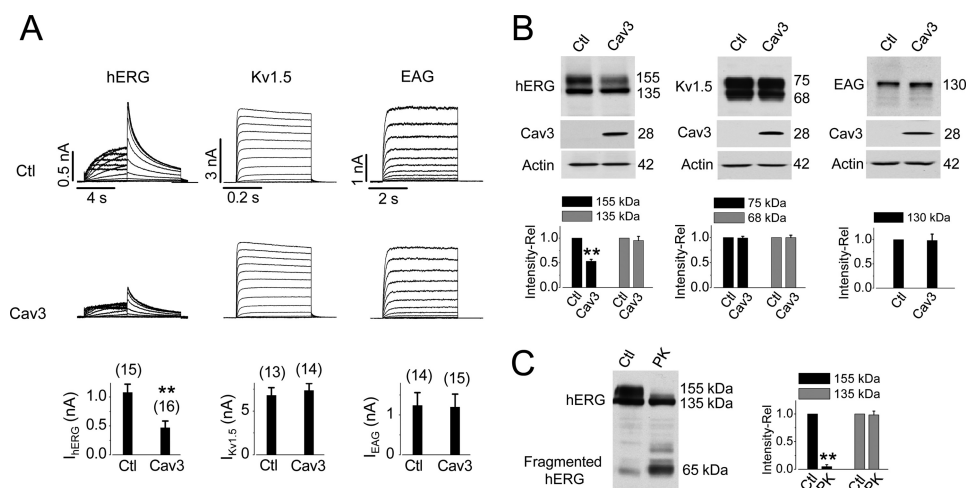 A
hERG Kv1.5 EAG
Ctl
0.5 nA
4 s
3 nA
0.2 s
1 nA
2 s
Cav3
I hERG (nA)
1.0
0.5
0.0
(15)
**
(16)
Ctl Cav3
I Kv1.5 (nA)
5
0
(13) (14)
Ctl Cav3
I EAG (nA)
1
0
(14) (15)
Ctl Cav3
B
Ctl Cav3
hERG 155
135
Cav3 28
Actin 42
155 kDa
135 kDa
Intensity-Rel
1.0
0.5
0.0
**
Ctl Cav3 Ctl Cav3
Ctl Cav3
Kv1.5 75
68
Cav3 28
Actin 42
75 kDa
68 kDa
Intensity-Rel
1.0
0.5
0.0
Ctl Cav3 Ctl Cav3
Ctl Cav3
EAG 130
Cav3 28
Actin 42
130 kDa
Intensity-Rel
1.0
0.5
0.0
Ctl Cav3
C
Ctl PK
hERG 155 kDa
135 kDa
Fragmented
hERG 65 kDa
155 kDa
135 kDa
Intensity-Rel
1.0
0.5
0.0
**
Ctl PK Ctl PK